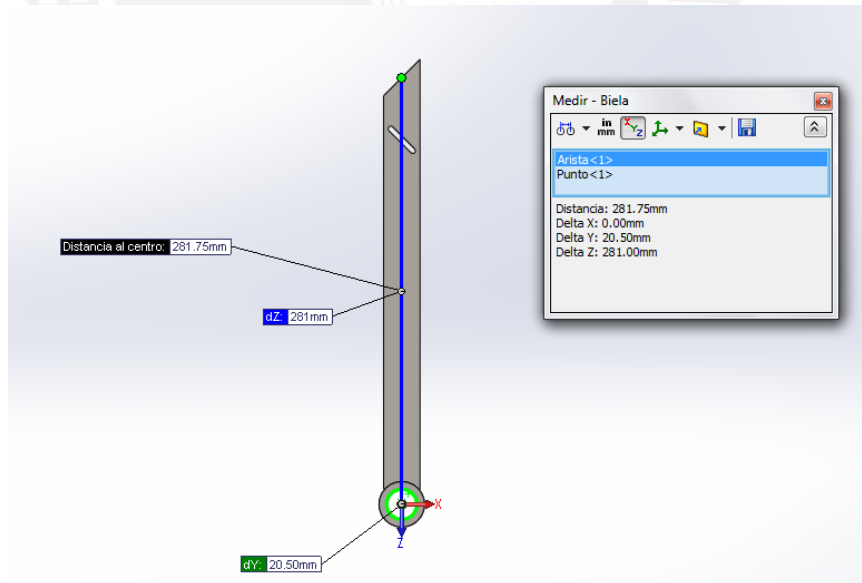 Medir - Biela
in
mm
X
Y
Z
Arista<1>
Punto<1>
Distancia: 281.75mm
Delta X: 0.00mm
Delta Y: 20.50mm
Delta Z: 281.00mm
Distancia al centro: 281.75mm
dZ: 281mm
X
Z
dY: 20.50mm